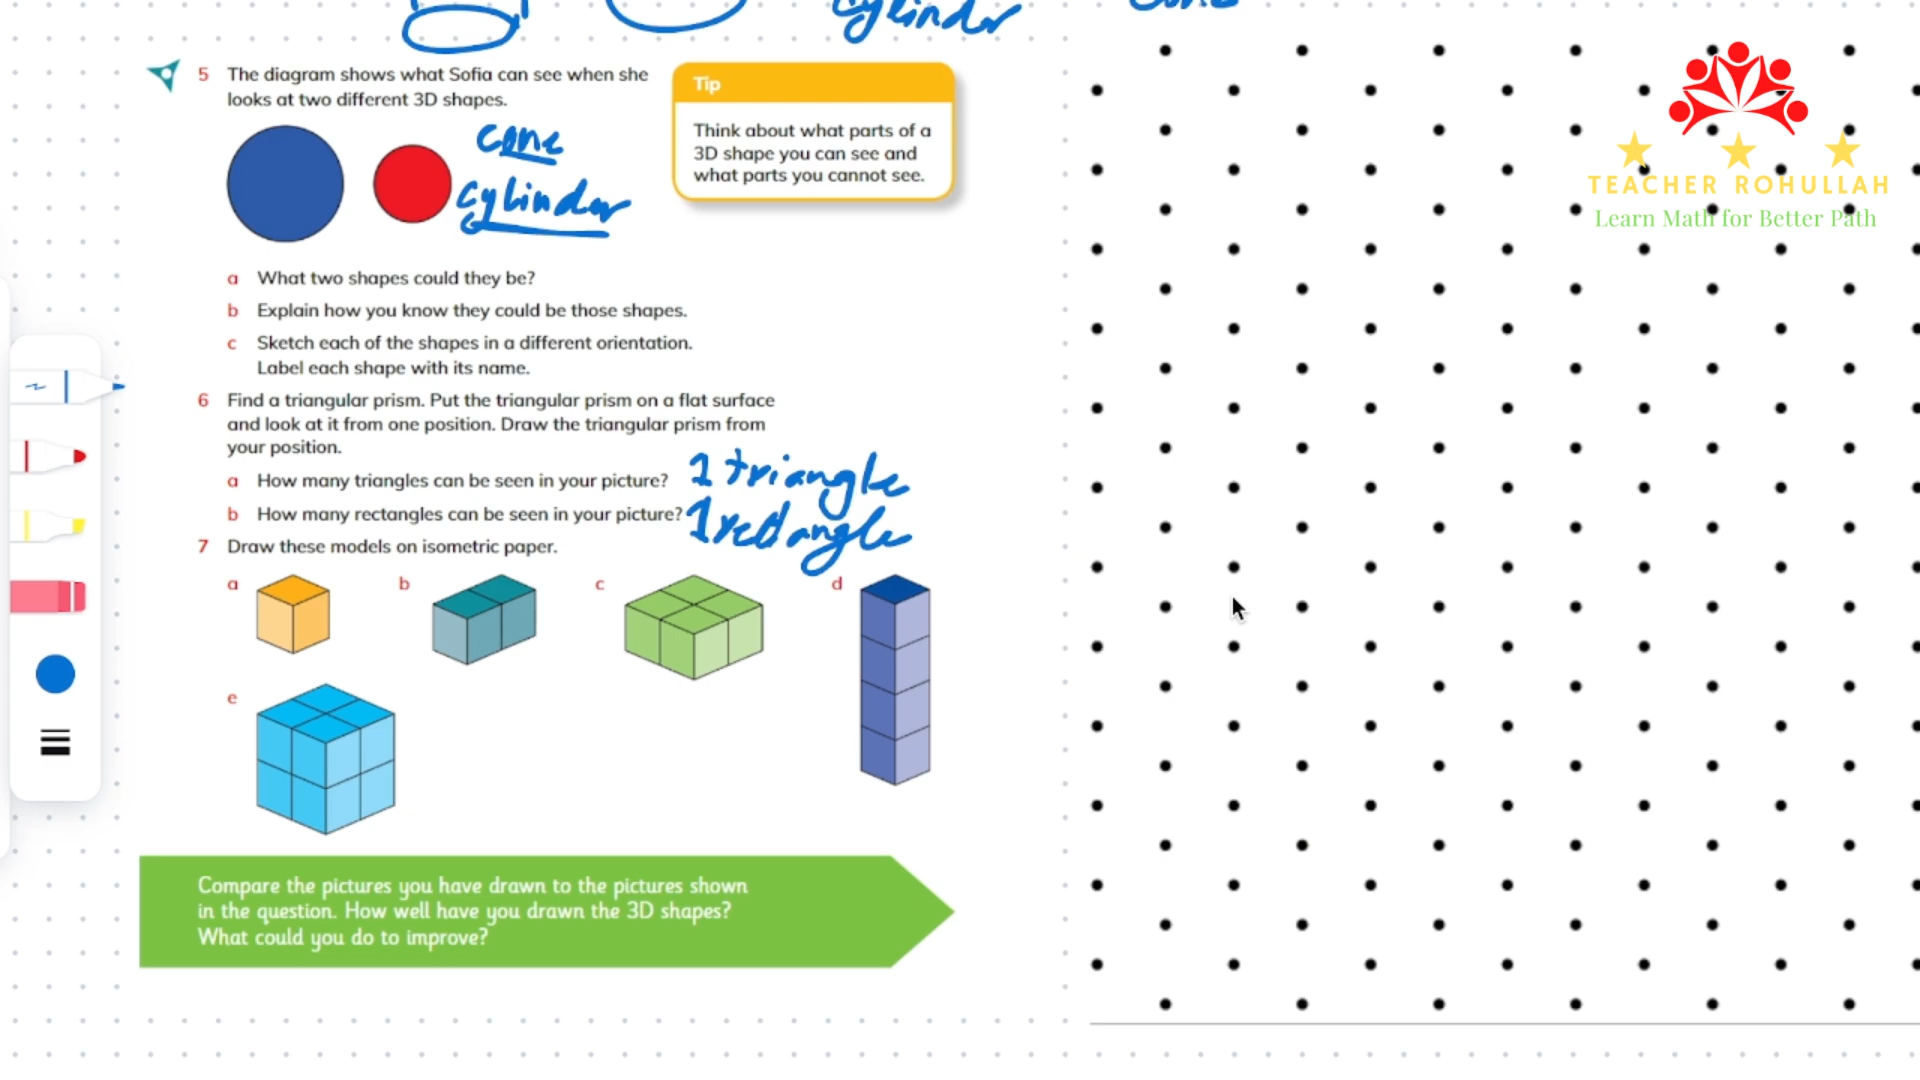 cylinder
5 The diagram shows what Sofia can see when she
looks at two different 3D shapes.
cone
cylinder
Tip
Think about what parts of a
3D shape you can see and
what parts you cannot see.
TEACHER ROHULLAH
Learn Math for Better Path
a What two shapes could they be?
b Explain how you know they could be those shapes.
c Sketch each of the shapes in a different orientation.
Label each shape with its name.
6 Find a triangular prism. Put the triangular prism on a flat surface
and look at it from one position. Draw the triangular prism from
your position.
a How many triangles can be seen in your picture? 1 triangle
b How many rectangles can be seen in your picture? 1 rectangle
7 Draw these models on isometric paper.
a b c d
e
Compare the pictures you have drawn to the pictures shown
in the question. How well have you drawn the 3D shapes?
What could you do to improve?